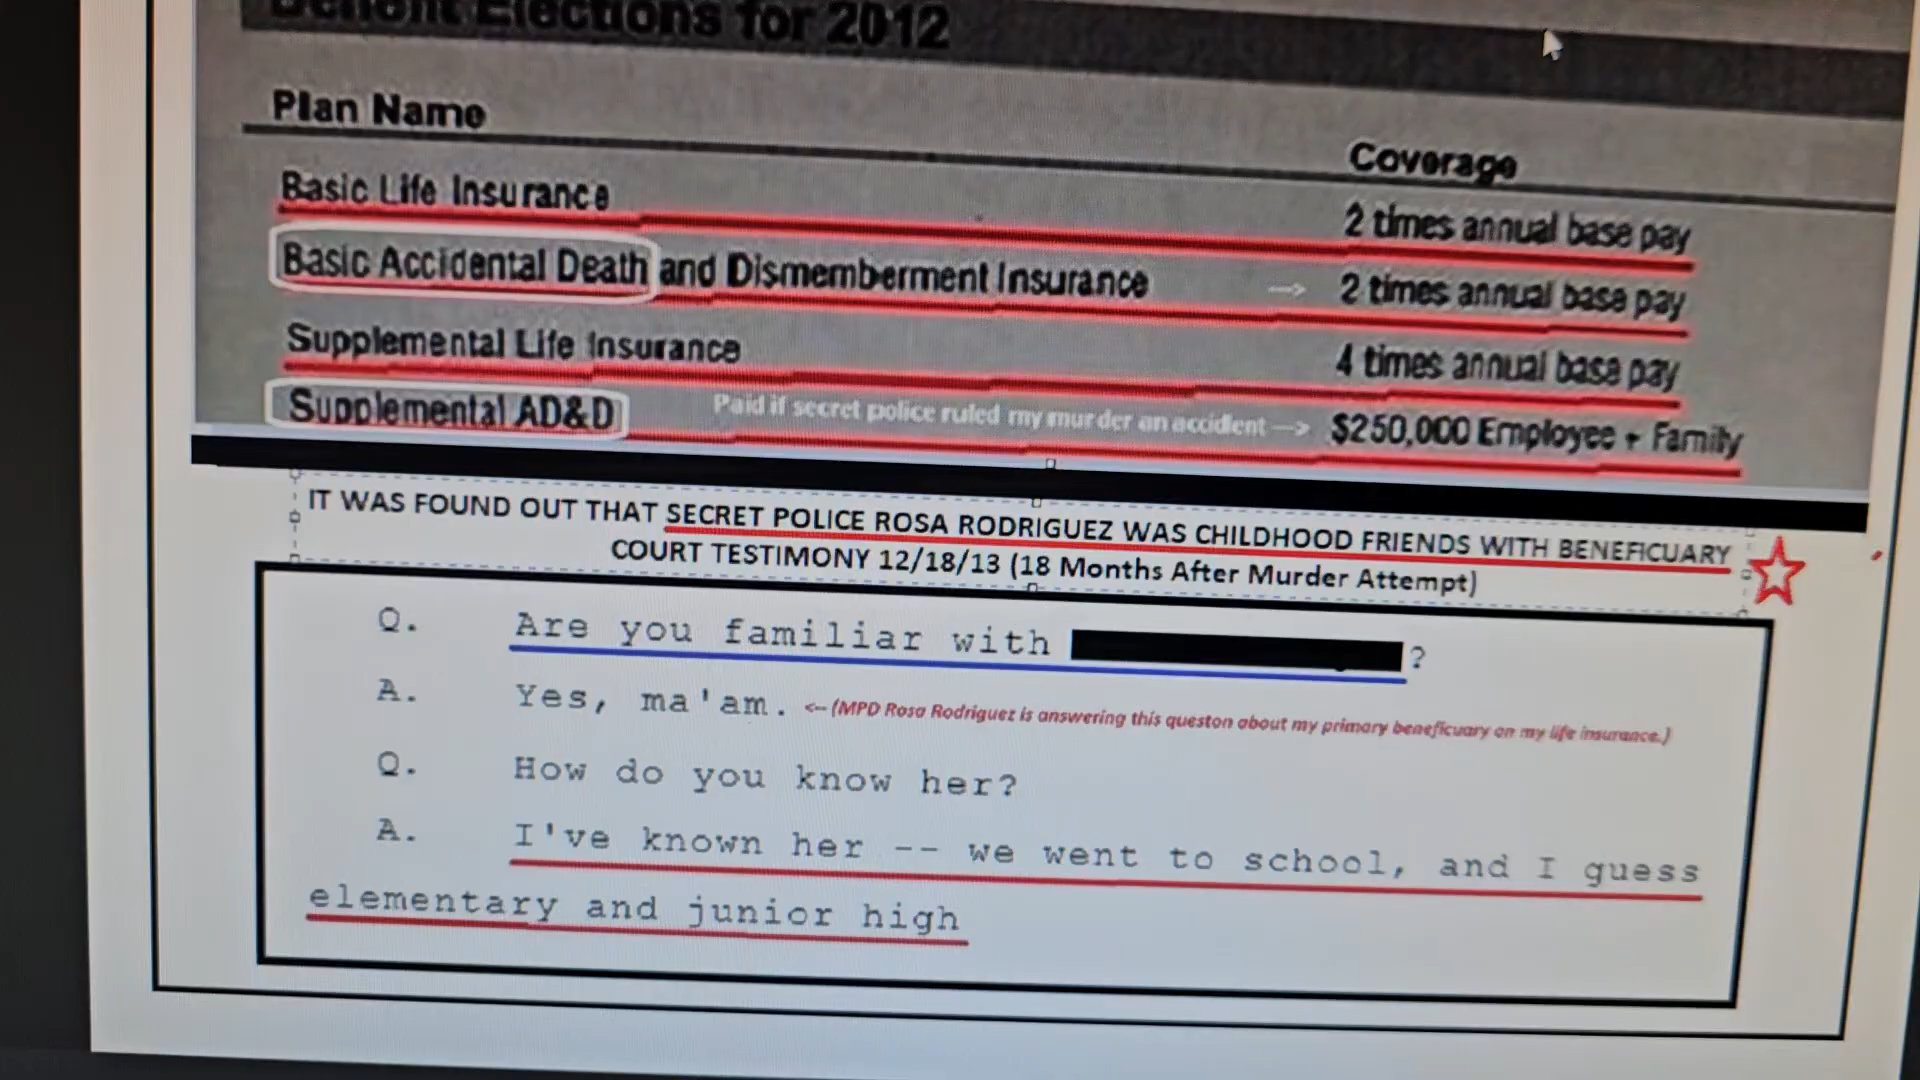 Benefit Elections for 2012
Plan Name Coverage
Basic Life Insurance 2 times annual base pay
Basic Accidental Death and Dismemberment Insurance —> 2 times annual base pay
Supplemental Life Insurance 4 times annual base pay
Supplemental AD&D Paid if secret police ruled my murder an accident —> $250,000 Employee + Family
IT WAS FOUND OUT THAT SECRET POLICE ROSA RODRIGUEZ WAS CHILDHOOD FRIENDS WITH BENEFICUARY
COURT TESTIMONY 12/18/13 (18 Months After Murder Attempt)
Q. Are you familiar with ?
A. Yes, ma'am. <-- (MPD Rosa Rodriguez is answering this queston about my primary beneficuary on my life insurance.)
Q. How do you know her?
A. I've known her -- we went to school, and I guess
elementary and junior high